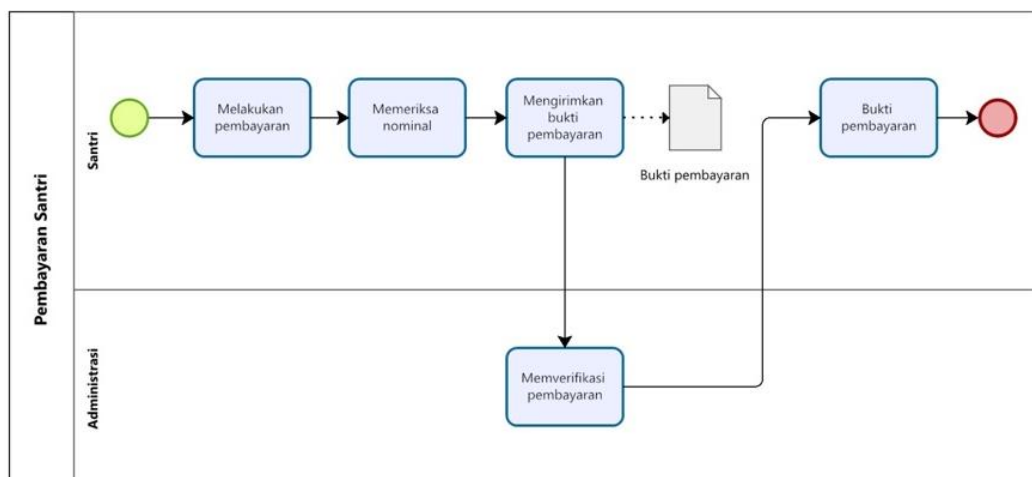 Pembayaran Santri
Santri
Melakukan
pembayaran
Memeriksa
nominal
Mengirimkan
bukti
pembayaran
Bukti pembayaran
Bukti
pembayaran
Administrasi
Memverifikasi
pembayaran